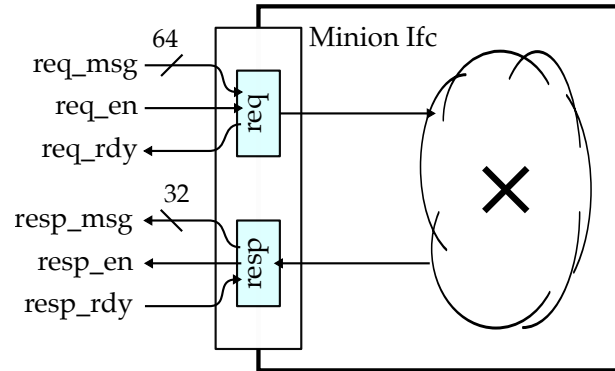 64
Minion Ifc
req_msg
req_en
req
req_rdy
32
resp_msg
resp_en
resp
resp_rdy